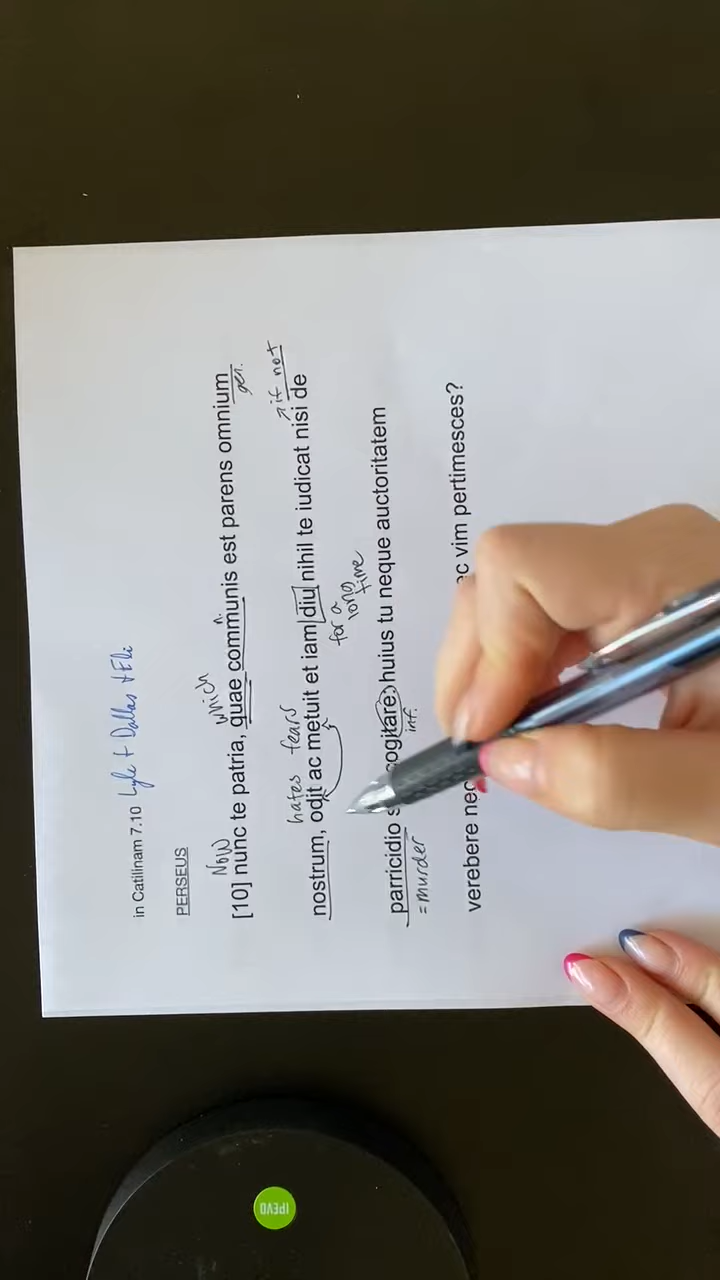 in Catilinam 7.10 Lyle + Dallas + Eli
PERSEUS
Now which
[10] nunc te patria, quae communis est parens omnium
gen.
hates fears if not
nostrum, odit ac metuit et iam diu nihil te iudicat nisi de
for a
long
time
parricidio cogitare; huius tu neque auctoritatem
= murder inf.
verebere nec vim pertimesces?
IPEVO